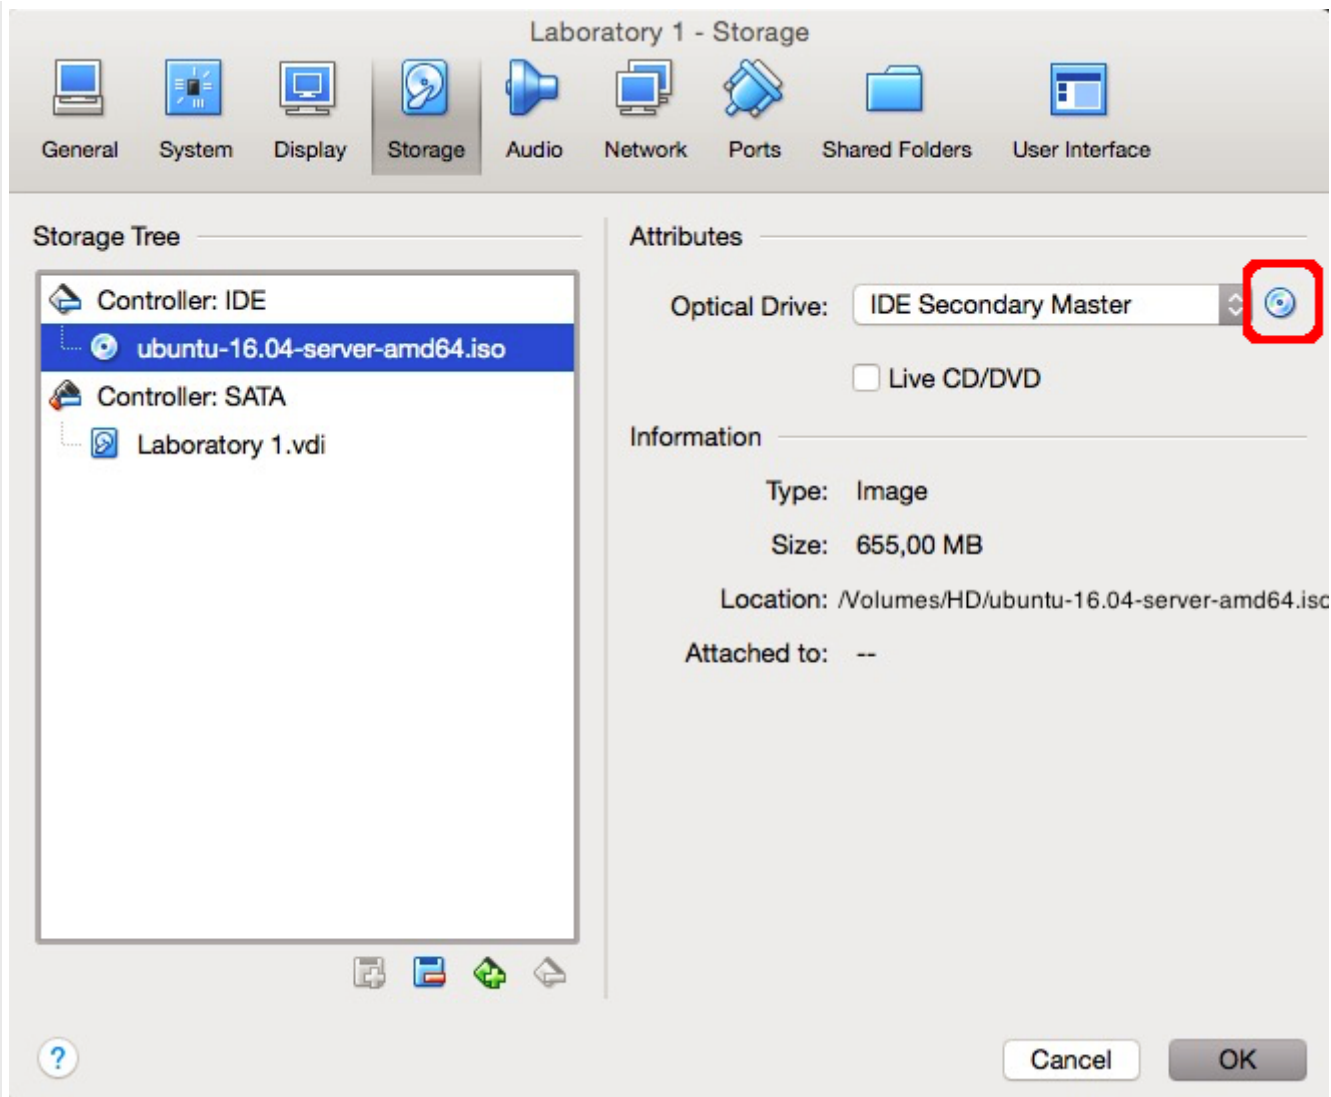 Laboratory 1 - Storage
General System Display Storage Audio Network Ports Shared Folders User Interface
Storage Tree
Controller: IDE
ubuntu-16.04-server-amd64.iso
Controller: SATA
Laboratory 1.vdi
Attributes
Optical Drive: IDE Secondary Master
Live CD/DVD
Information
Type: Image
Size: 655,00 MB
Location: /Volumes/HD/ubuntu-16.04-server-amd64.iso
Attached to: --
?
Cancel OK